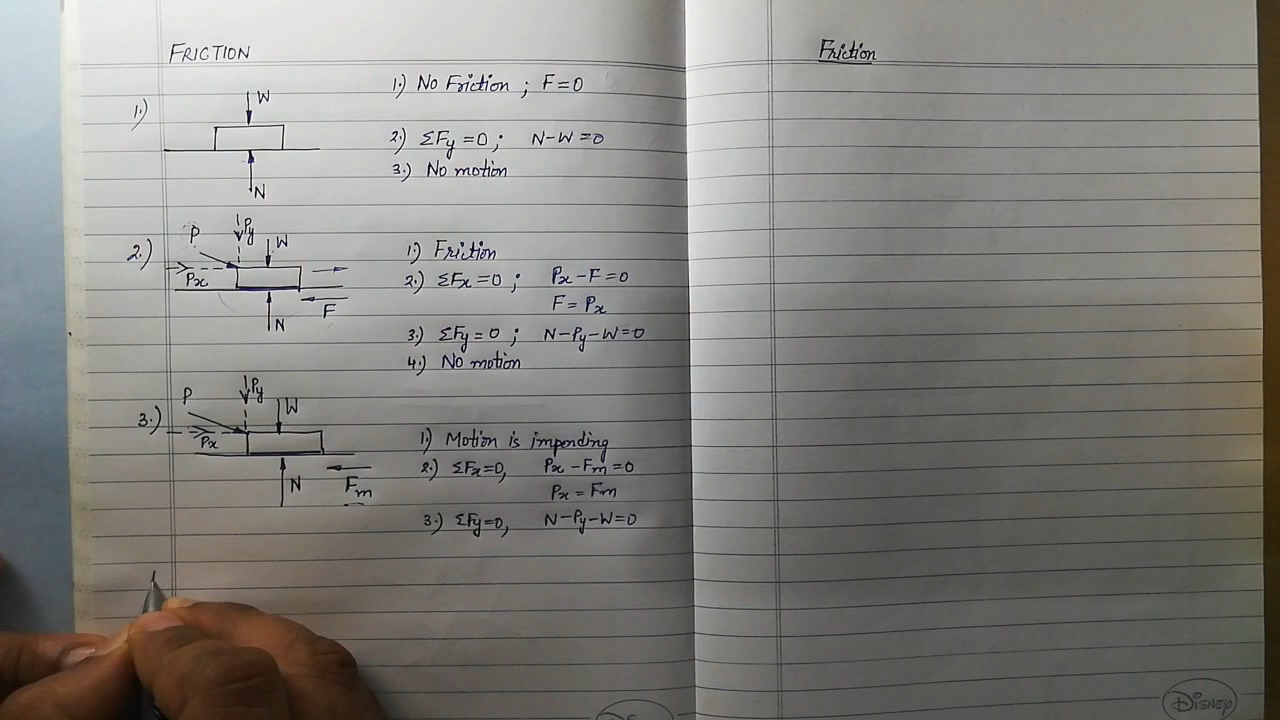 FRICTION
1.)
W
N
1.) No Friction ; F=0
2.) ΣFy =0 ; N-W =0
3.) No motion
2.)
P
Py
W
Px
F
N
1.) Friction
2.) ΣFx =0 ; Px -F =0
F = Px
3.) ΣFy = 0 ; N-Py-W=0
4.) No motion
3.)
P
Py
W
Px
N
Fm
1.) Motion is impending
2.) ΣFx=0, Px -Fm =0
Px = Fm
3.) ΣFy=0, N-Py-W=0
Friction
DISNEY